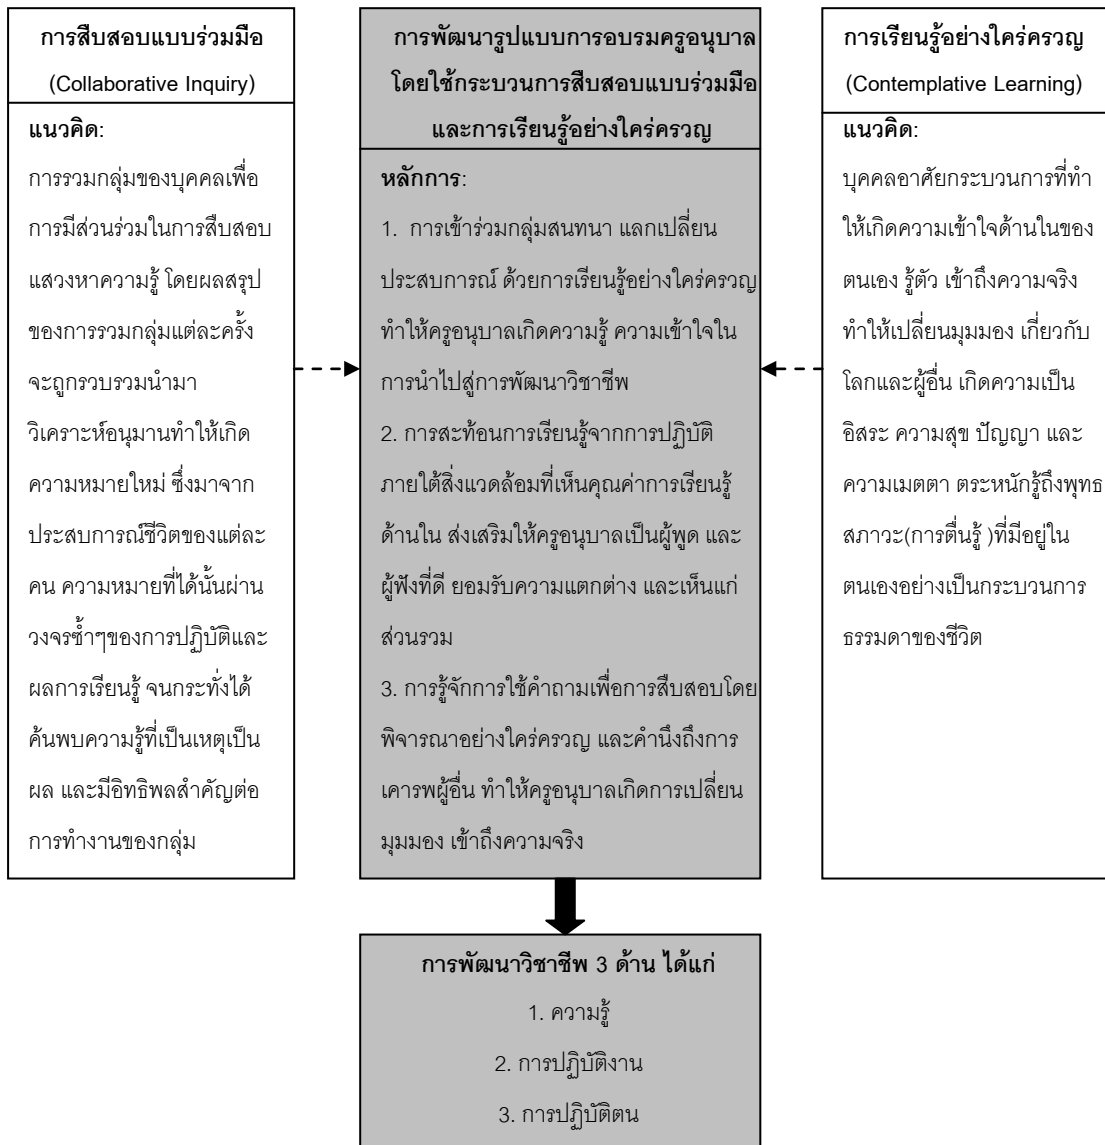 การสืบสอบแบบร่วมมือ
(Collaborative Inquiry)
แนวคิด:
การรวมกลุ่มของบุคคลเพื่อ
การมีส่วนร่วมในการสืบสอบ
แสวงหาความรู้ โดยผลสรุป
ของการรวมกลุ่มแต่ละครั้ง
จะถูกรวบรวมนำมา
วิเคราะห์อนุมานทำให้เกิด
ความหมายใหม่ ซึ่งมาจาก
ประสบการณ์ชีวิตของแต่ละ
คน ความหมายที่ได้นั้นผ่าน
วงจรซ้ำๆของการปฏิบัติและ
ผลการเรียนรู้ จนกระทั่งได้
ค้นพบความรู้ที่เป็นเหตุเป็น
ผล และมีอิทธิพลสำคัญต่อ
การทำงานของกลุ่ม
การพัฒนารูปแบบการอบรมครูอนุบาล
โดยใช้กระบวนการสืบสอบแบบร่วมมือ
และการเรียนรู้อย่างใคร่ครวญ
หลักการ:
1. การเข้าร่วมกลุ่มสนทนา แลกเปลี่ยน
ประสบการณ์ ด้วยการเรียนรู้อย่างใคร่ครวญ
ทำให้ครูอนุบาลเกิดความรู้ ความเข้าใจใน
การนำไปสู่การพัฒนาวิชาชีพ
2. การสะท้อนการเรียนรู้จากการปฏิบัติ
ภายใต้สิ่งแวดล้อมที่เห็นคุณค่าการเรียนรู้
ด้านใน ส่งเสริมให้ครูอนุบาลเป็นผู้พูด และ
ผู้ฟังที่ดี ยอมรับความแตกต่าง และเห็นแก่
ส่วนรวม
3. การรู้จักการใช้คำถามเพื่อการสืบสอบโดย
พิจารณาอย่างใคร่ครวญ และคำนึงถึงการ
เคารพผู้อื่น ทำให้ครูอนุบาลเกิดการเปลี่ยน
มุมมอง เข้าถึงความจริง
การเรียนรู้อย่างใคร่ครวญ
(Contemplative Learning)
แนวคิด:
บุคคลอาศัยกระบวนการที่ทำ
ให้เกิดความเข้าใจด้านในของ
ตนเอง รู้ตัว เข้าถึงความจริง
ทำให้เปลี่ยนมุมมอง เกี่ยวกับ
โลกและผู้อื่น เกิดความเป็น
อิสระ ความสุข ปัญญา และ
ความเมตตา ตระหนักรู้ถึงพุทธ
สภาวะ(การตื่นรู้ )ที่มีอยู่ใน
ตนเองอย่างเป็นกระบวนการ
ธรรมดาของชีวิต
การพัฒนาวิชาชีพ 3 ด้าน ได้แก่
1. ความรู้
2. การปฏิบัติงาน
3. การปฏิบัติตน